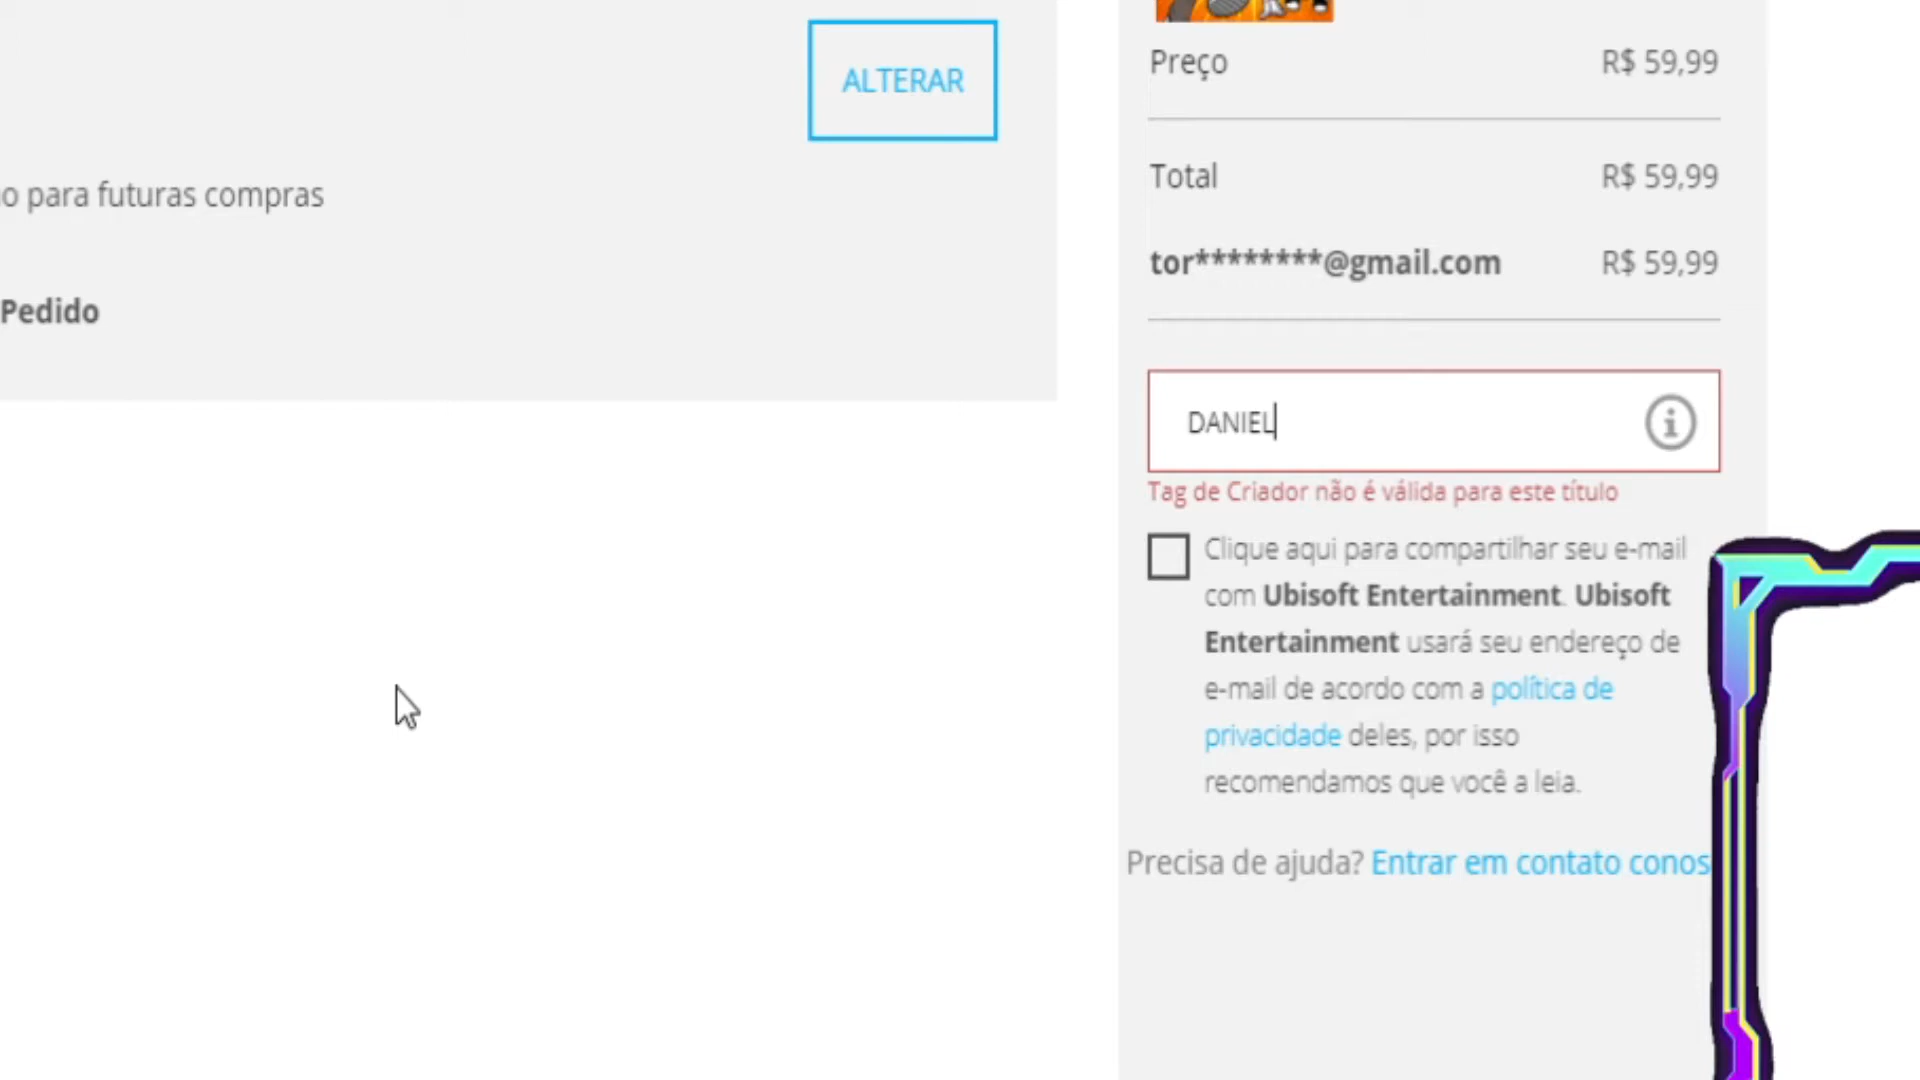 ALTERAR
o para futuras compras
Pedido
Preço R$ 59,99
Total R$ 59,99
tor********@gmail.com R$ 59,99
DANIEL
Tag de Criador não é válida para este título
Clique aqui para compartilhar seu e-mail
com Ubisoft Entertainment. Ubisoft
Entertainment usará seu endereço de
e-mail de acordo com a política de
privacidade deles, por isso
recomendamos que você a leia.
Precisa de ajuda? Entrar em contato conos